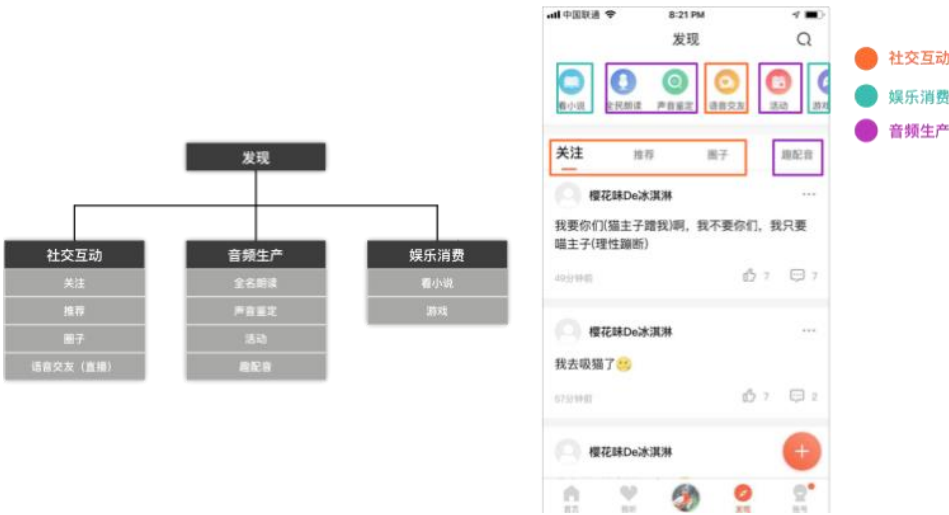 发现
社交互动
关注
推荐
圈子
语音交友（直播）
音频生产
全名朗读
声音鉴定
活动
趣配音
娱乐消费
看小说
游戏
中国联通 8:21 PM
发现
看小说 全民朗读 声音鉴定 语音交友 活动 游戏
关注 推荐 圈子 趣配音
樱花味De冰淇淋
我要你们(猫主子蹭我)啊，我不要你们，我只要
喵主子(理性蹦断)
49分钟前 7 7
樱花味De冰淇淋
我去吸猫了
57分钟前 7 2
樱花味De冰淇淋
首页 发现 账号
社交互动
娱乐消费
音频生产